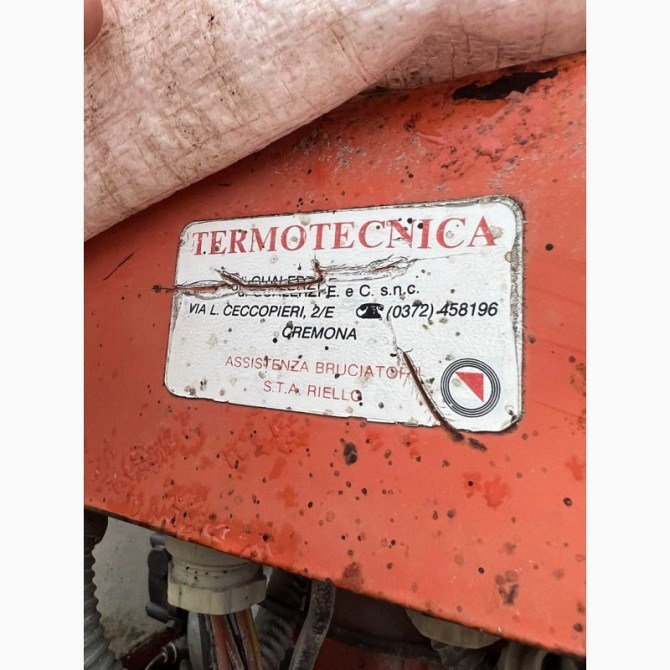 TERMOTECNICA
E. e C. s.n.c.
VIA L. CECCOPIERI, 2/E ☎ (0372) 458196
CREMONA
ASSISTENZA BRUCIATORI
S.T.A. RIELLO